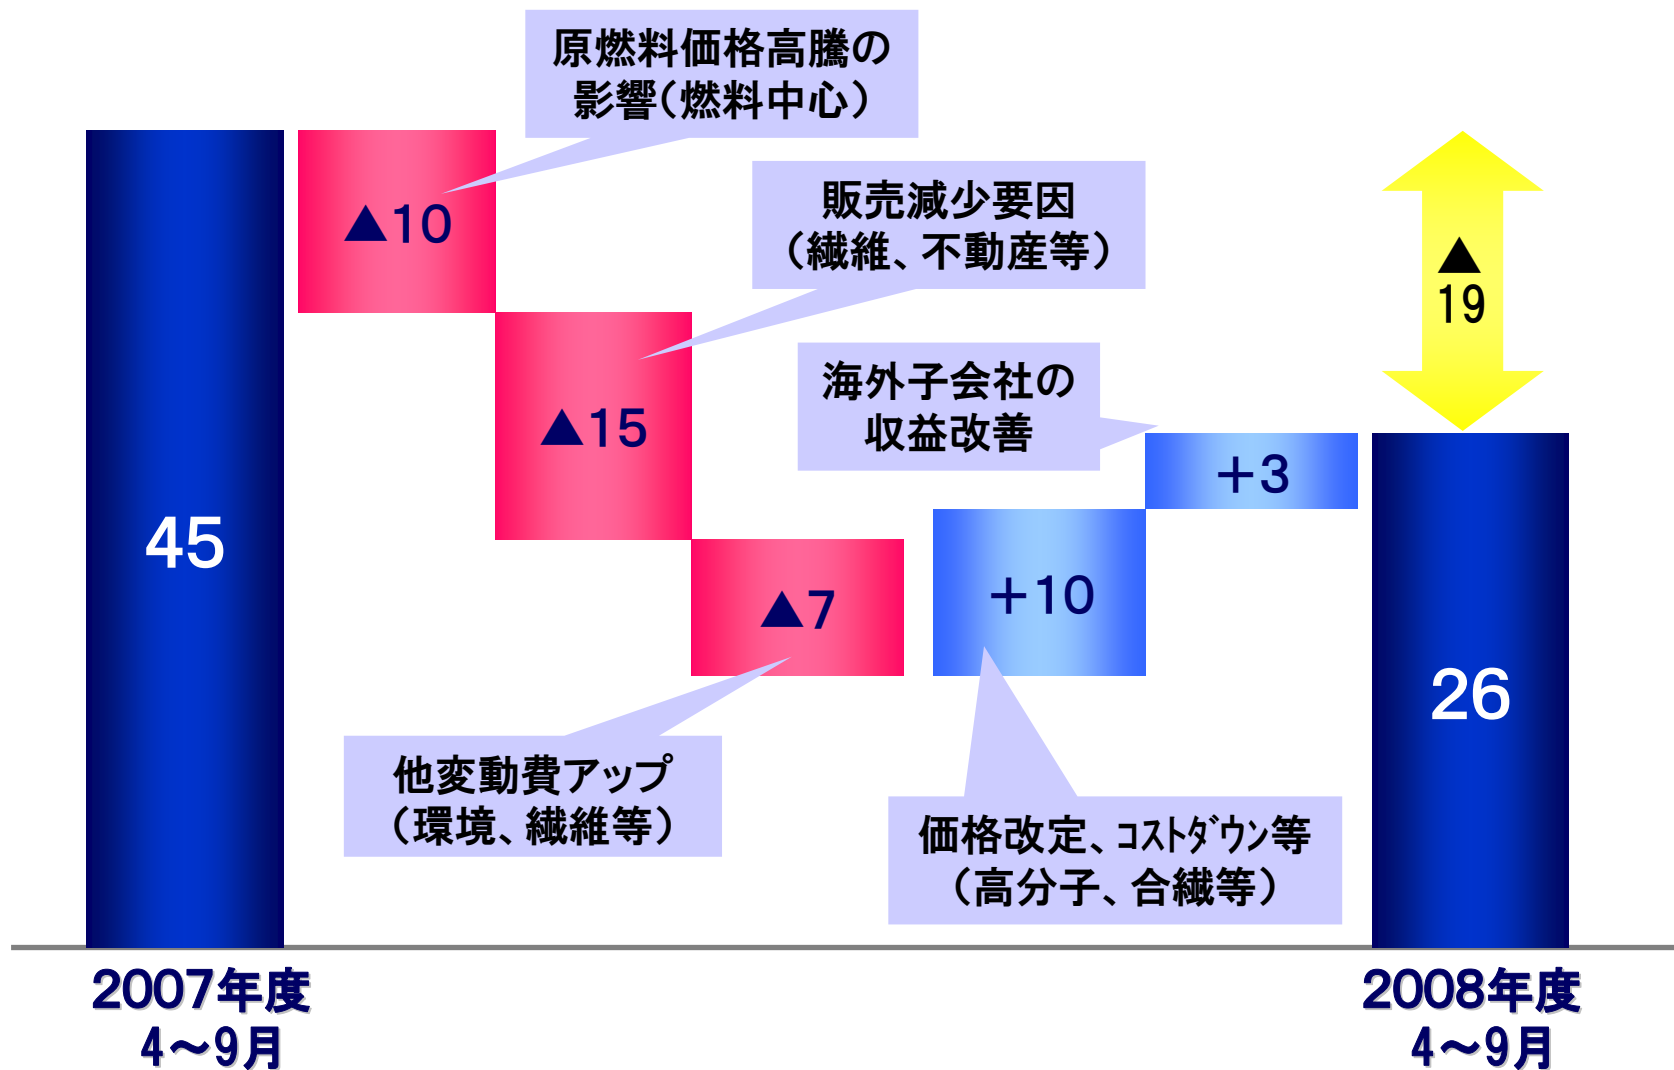 原燃料価格高騰の
影響（燃料中心）
▲10
販売減少要因
（繊維、不動産等）
▲15
▲
19
海外子会社の
収益改善
＋3
45
▲7
＋10
26
他変動費アップ
（環境、繊維等）
価格改定、ｺｽﾄﾀﾞｳﾝ等
（高分子、合繊等）
2007年度
4～9月
2008年度
4～9月